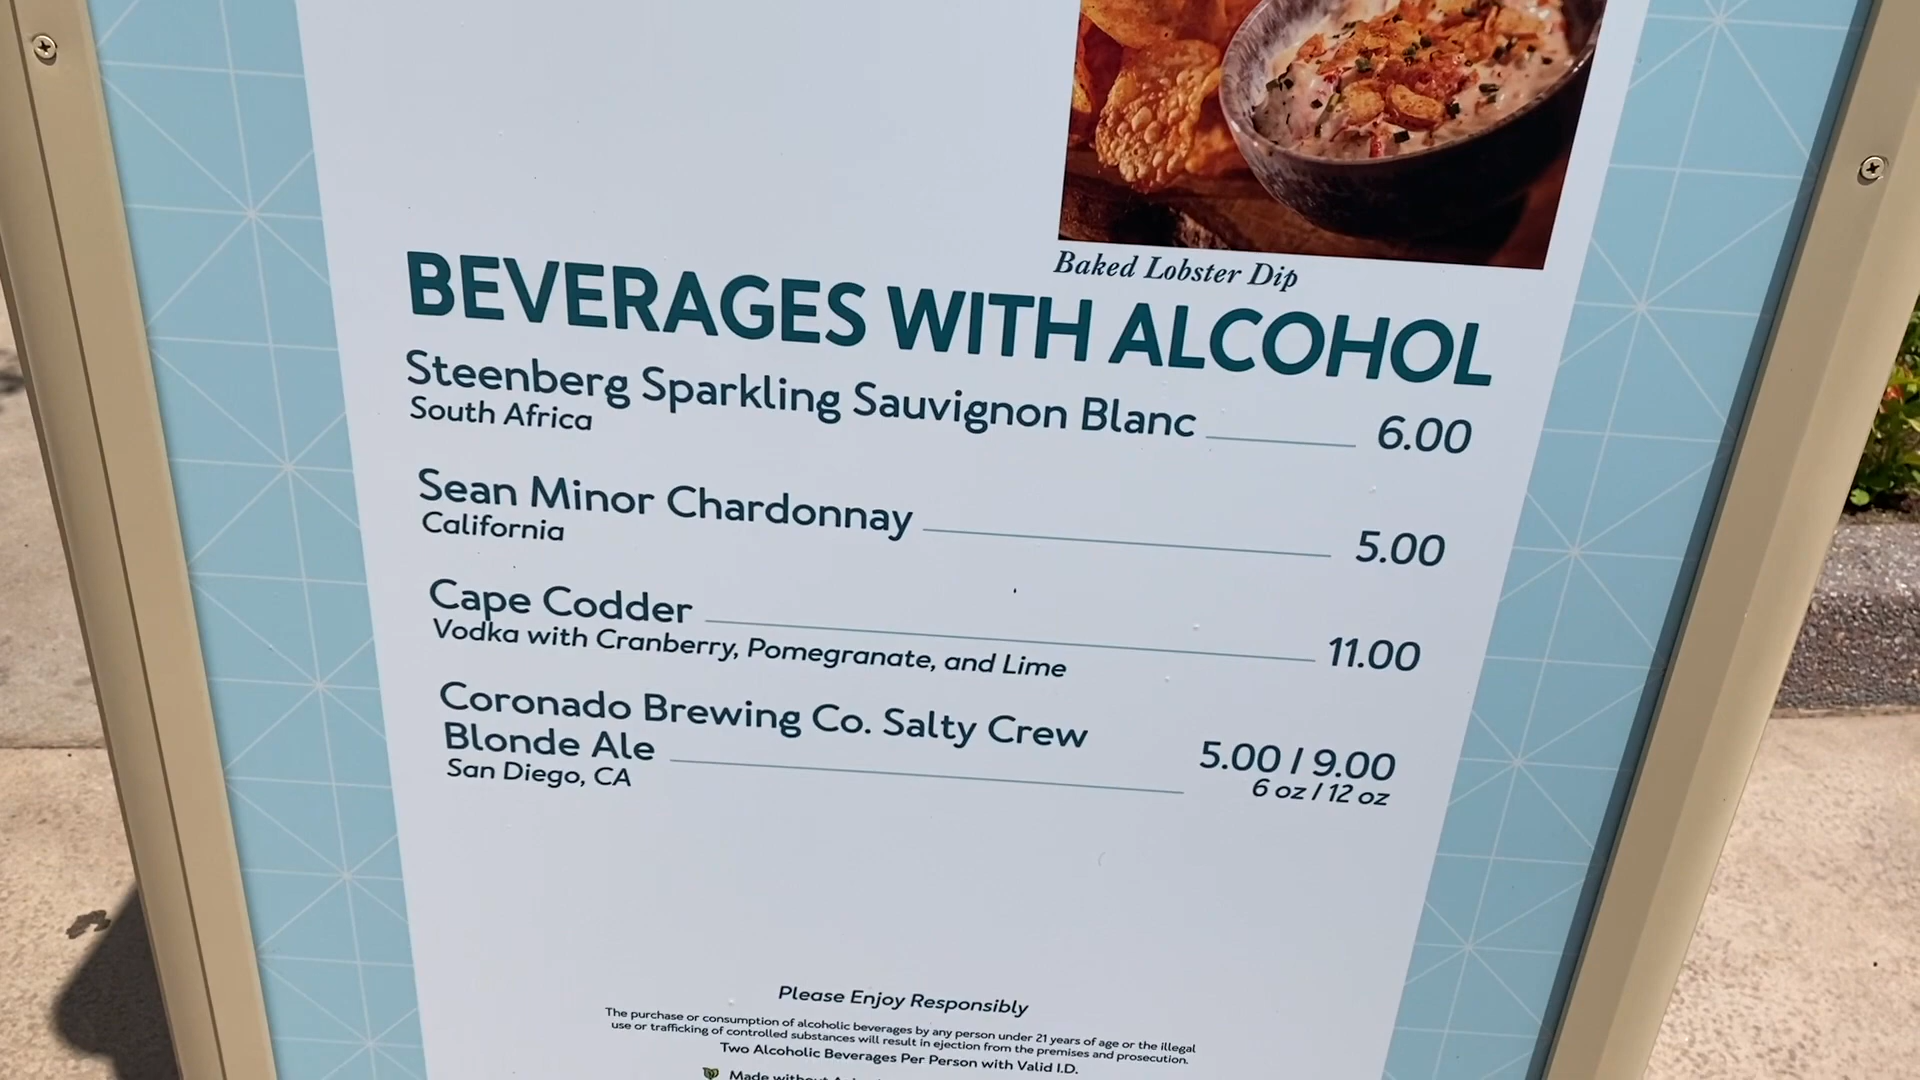 Baked Lobster Dip
BEVERAGES WITH ALCOHOL
Steenberg Sparkling Sauvignon Blanc 6.00
South Africa
Sean Minor Chardonnay 5.00
California
Cape Codder 11.00
Vodka with Cranberry, Pomegranate, and Lime
Coronado Brewing Co. Salty Crew
Blonde Ale 5.00 / 9.00
San Diego, CA 6 oz / 12 oz
Please Enjoy Responsibly
The purchase or consumption of alcoholic beverages by any person under 21 years of age or the illegal
use or trafficking of controlled substances will result in ejection from the premises and prosecution.
Two Alcoholic Beverages Per Person with Valid I.D.
Made without